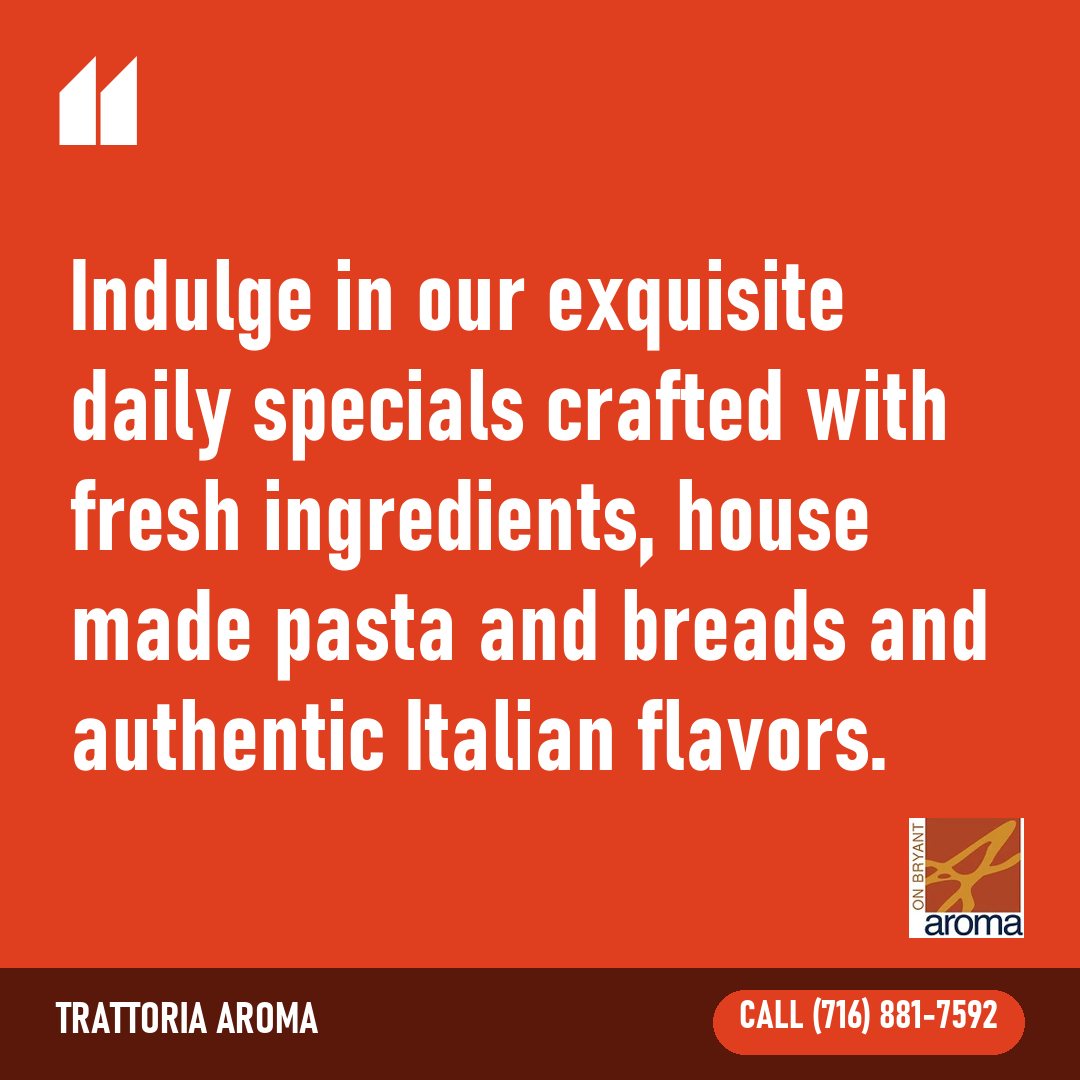 Indulge in our exquisite
daily specials crafted with
fresh ingredients, house
made pasta and breads and
authentic Italian flavors.
ON BRYANT
aroma
TRATTORIA AROMA
CALL (716) 881-7592